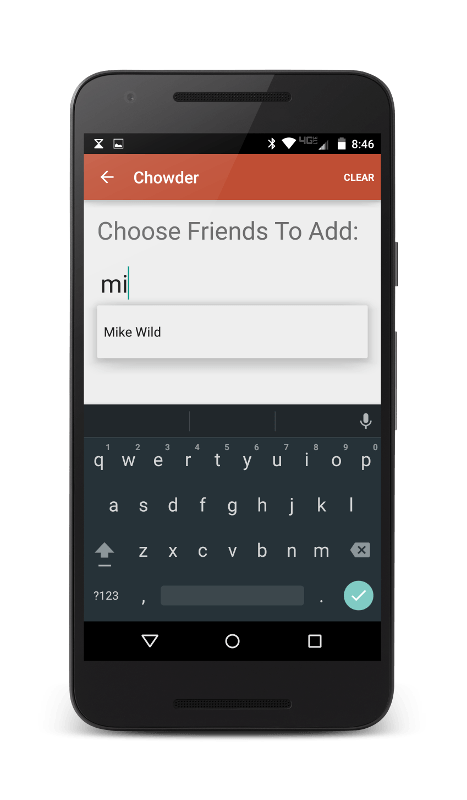 4G LTE 8:46
Chowder CLEAR
Choose Friends To Add:
mi
Mike Wild
1 2 3 4 5 6 7 8 9 0
q w e r t y u i o p
a s d f g h j k l
z x c v b n m
?123 , .